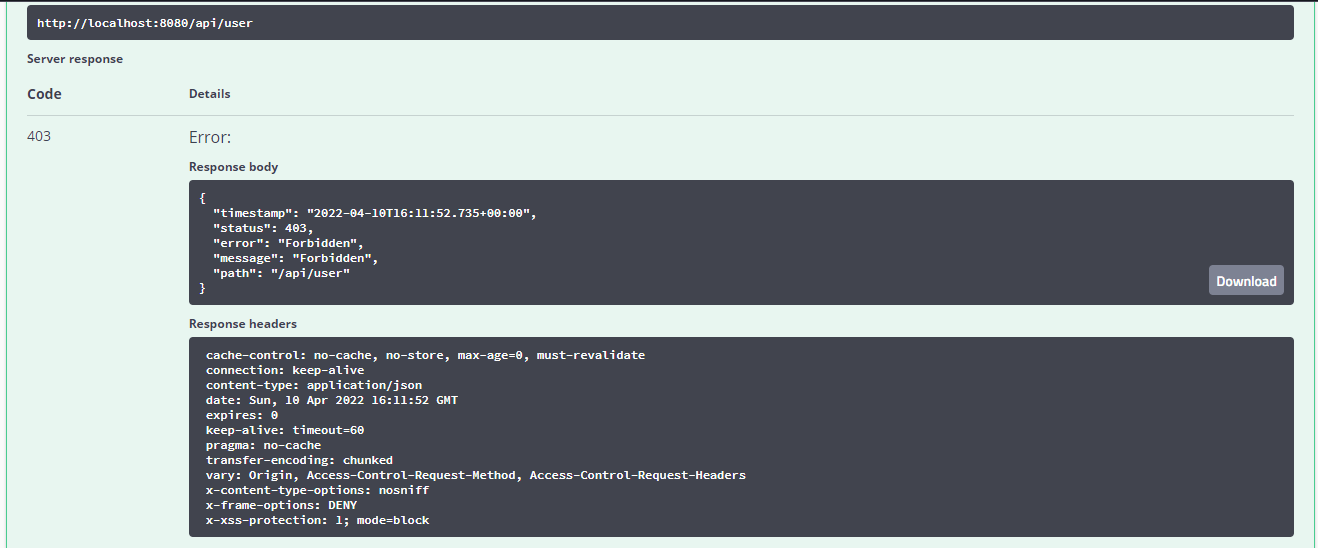 http://localhost:8080/api/user
Server response
Code Details
403 Error:
Response body
{
"timestamp": "2022-04-10T16:11:52.735+00:00",
"status": 403,
"error": "Forbidden",
"message": "Forbidden",
"path": "/api/user"
}
Download
Response headers
cache-control: no-cache, no-store, max-age=0, must-revalidate
connection: keep-alive
content-type: application/json
date: Sun, 10 Apr 2022 16:11:52 GMT
expires: 0
keep-alive: timeout=60
pragma: no-cache
transfer-encoding: chunked
vary: Origin, Access-Control-Request-Method, Access-Control-Request-Headers
x-content-type-options: nosniff
x-frame-options: DENY
x-xss-protection: 1; mode=block